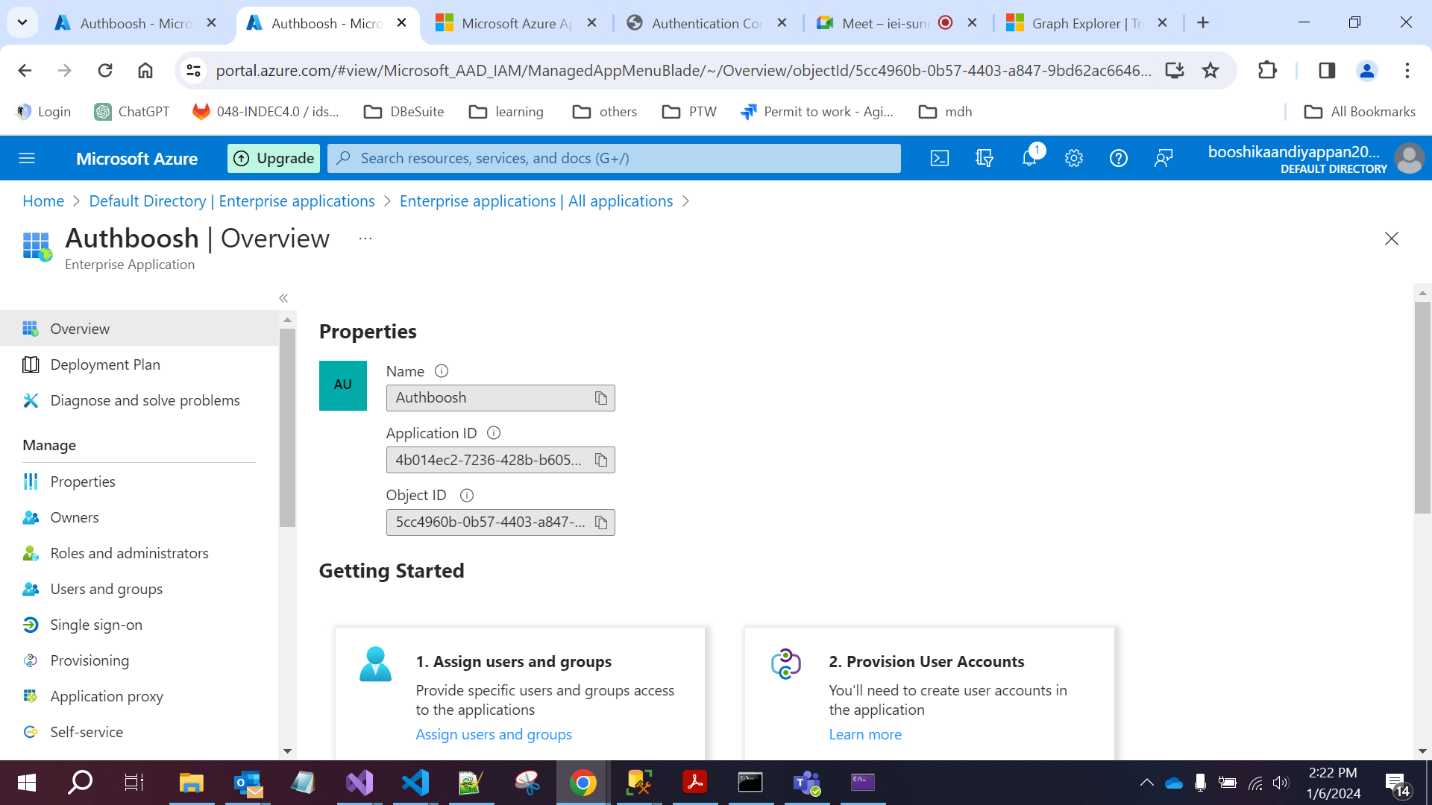 Authboosh - Micro
Authboosh - Micro
Microsoft Azure Ap
Authentication Cor
Meet – iei-sunr
Graph Explorer | Tr
portal.azure.com/#view/Microsoft_AAD_IAM/ManagedAppMenuBlade/~/Overview/objectId/5cc4960b-0b57-4403-a847-9bd62ac6646...
Login
ChatGPT
048-INDEC4.0 / ids...
DBeSuite
learning
others
PTW
Permit to work - Agi...
mdh
All Bookmarks
Microsoft Azure
Upgrade
Search resources, services, and docs (G+/)
1
booshikaandiyappan20...
DEFAULT DIRECTORY
Home > Default Directory | Enterprise applications > Enterprise applications | All applications >
Authboosh | Overview ...
Enterprise Application
Overview
Deployment Plan
Diagnose and solve problems
Manage
Properties
Owners
Roles and administrators
Users and groups
Single sign-on
Provisioning
Application proxy
Self-service
Properties
AU
Name
Authboosh
Application ID
4b014ec2-7236-428b-b605...
Object ID
5cc4960b-0b57-4403-a847-...
Getting Started
1. Assign users and groups
Provide specific users and groups access
to the applications
Assign users and groups
2. Provision User Accounts
You'll need to create user accounts in
the application
Learn more
2:22 PM
1/6/2024
14